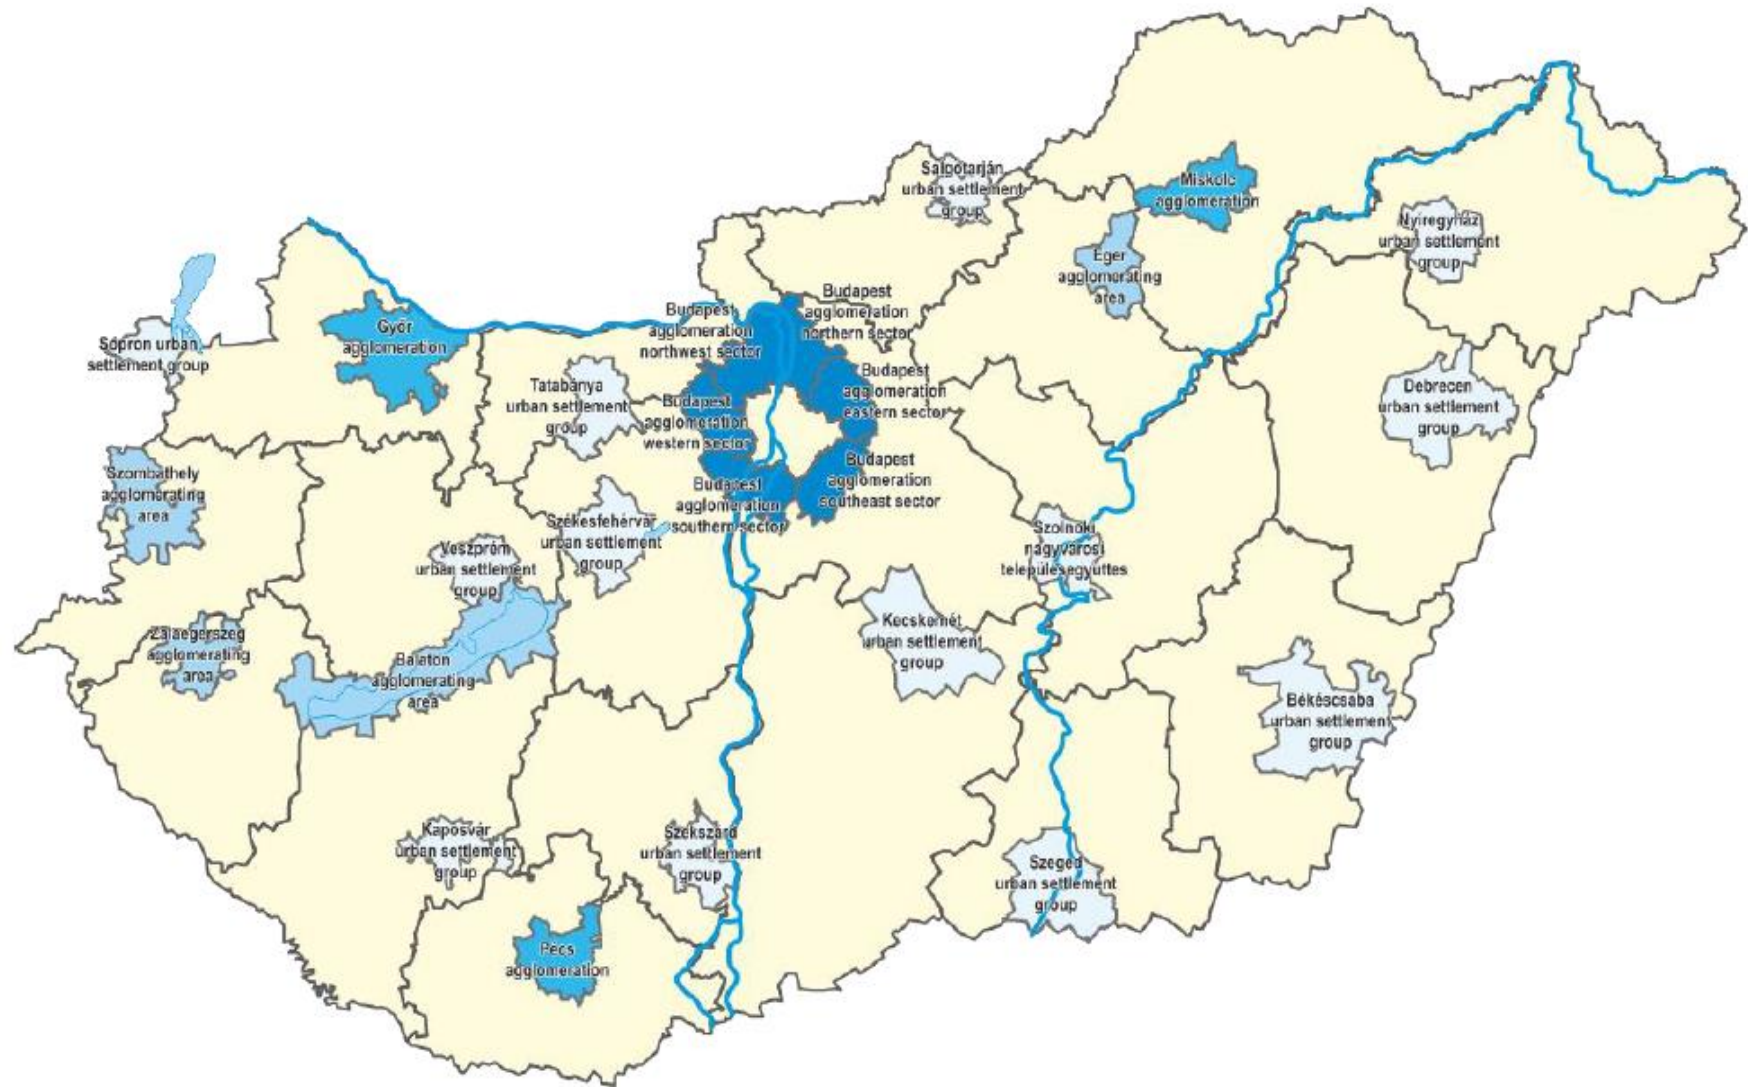 Salgótarján
urban settlement
group
Miskolc
agglomeration
Nyíregyház
urban settlement
group
Eger
agglomerating
area
Budapest
agglomeration
northern sector
Budapest
agglomeration
northwest sector
Győr
agglomeration
Sopron urban
settlement group
Tatabánya
urban settlement
group
Budapest
agglomeration
eastern sector
Budapest
agglomeration
western sector
Debrecen
urban settlement
group
Szombathely
agglomerating
area
Budapest
agglomeration
southeast sector
Budapest
agglomeration
southern sector
Székesfehérvár
urban settlement
group
Veszprém
urban settlement
group
Szolnoki
nagyvárosi
településegyüttes
Zalaegerszeg
agglomerating
area
Balaton
agglomerating
area
Kecskemét
urban settlement
group
Békéscsaba
urban settlement
group
Kaposvár
urban settlement
group
Szekszárd
urban settlement
group
Szeged
urban settlement
group
Pécs
agglomeration